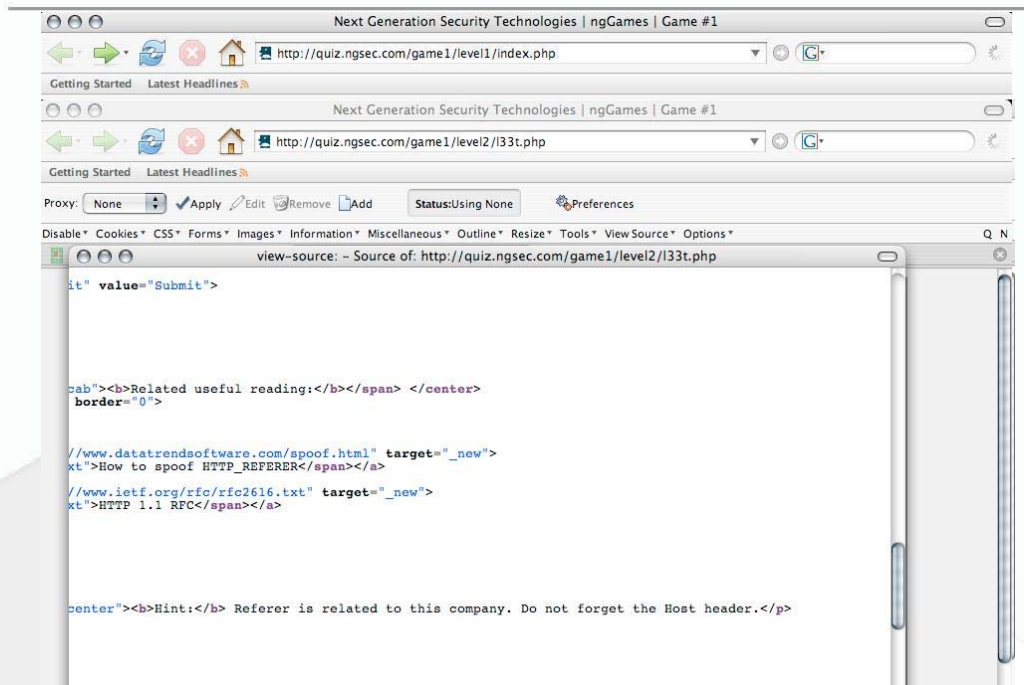 Next Generation Security Technologies | ngGames | Game #1
http://quiz.ngsec.com/game1/level1/index.php
G
Getting Started Latest Headlines
Next Generation Security Technologies | ngGames | Game #1
http://quiz.ngsec.com/game1/level2/l33t.php
G
Getting Started Latest Headlines
Proxy: None Apply Edit Remove Add Status:Using None Preferences
Disable Cookies CSS Forms Images Information Miscellaneous Outline Resize Tools View Source Options Q N
view-source: - Source of: http://quiz.ngsec.com/game1/level2/l33t.php
it" value="Submit">
cab"><b>Related useful reading:</b></span> </center>
border="0">
//www.datatrendsoftware.com/spoof.html" target="_new">
xt">How to spoof HTTP_REFERER</span></a>
//www.ietf.org/rfc/rfc2616.txt" target="_new">
xt">HTTP 1.1 RFC</span></a>
center"><b>Hint:</b> Referer is related to this company. Do not forget the Host header.</p>